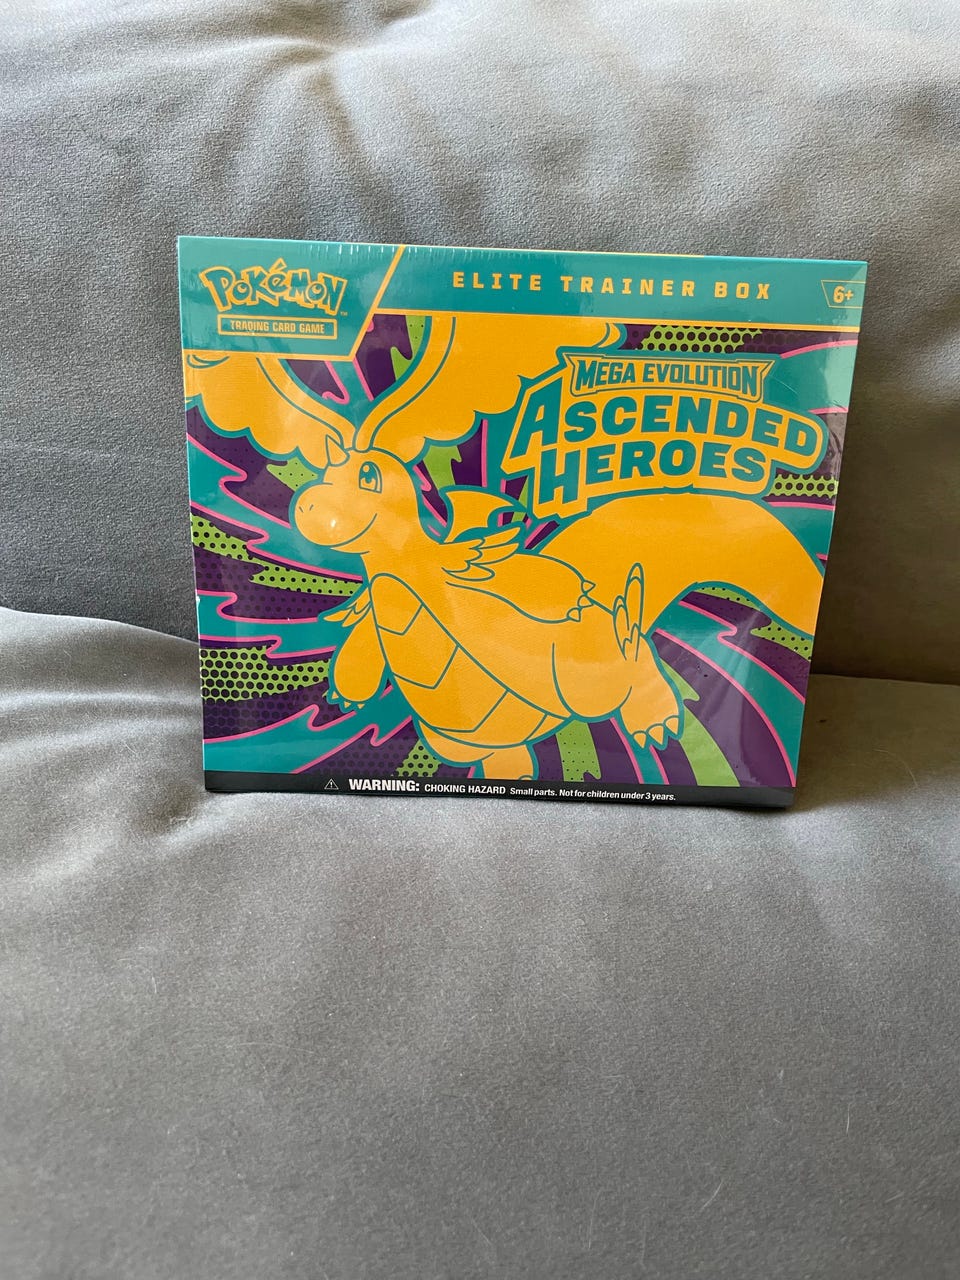 POKéMON™
TRADING CARD GAME
ELITE TRAINER BOX
6+
MEGA EVOLUTION
ASCENDED
HEROES
⚠ WARNING: CHOKING HAZARD Small parts. Not for children under 3 years.